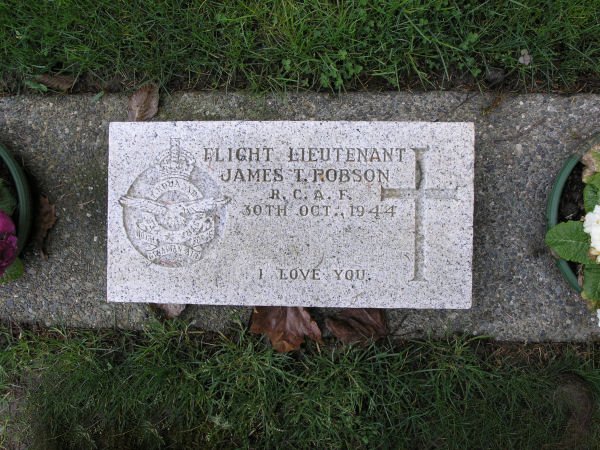 FLIGHT LIEUTENANT
JAMES T. ROBSON
R. C. A. F.
30TH OCT., 1944
I LOVE YOU.